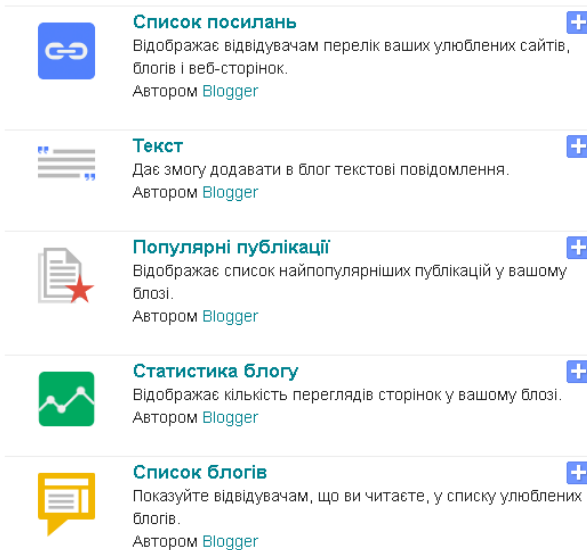 Список посилань
Відображає відвідувачам перелік ваших улюблених сайтів,
блогів і веб-сторінок.
Автором Blogger
Текст
Дає змогу додавати в блог текстові повідомлення.
Автором Blogger
Популярні публікації
Відображає список найпопулярніших публікацій у вашому
блозі.
Автором Blogger
Статистика блогу
Відображає кількість переглядів сторінок у вашому блозі.
Автором Blogger
Список блогів
Показуйте відвідувачам, що ви читаєте, у списку улюблених
блогів.
Автором Blogger